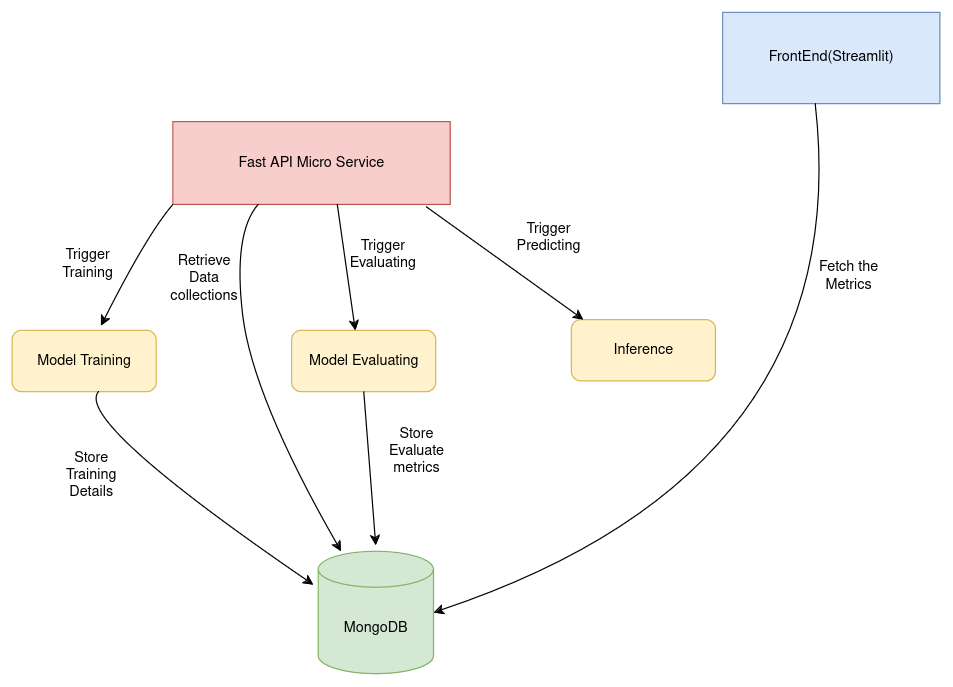 FrontEnd(Streamlit)
Fast API Micro Service
Trigger
Training
Retrieve
Data
collections
Trigger
Evaluating
Trigger
Predicting
Fetch the
Metrics
Model Training
Model Evaluating
Inference
Store
Training
Details
Store
Evaluate
metrics
MongoDB